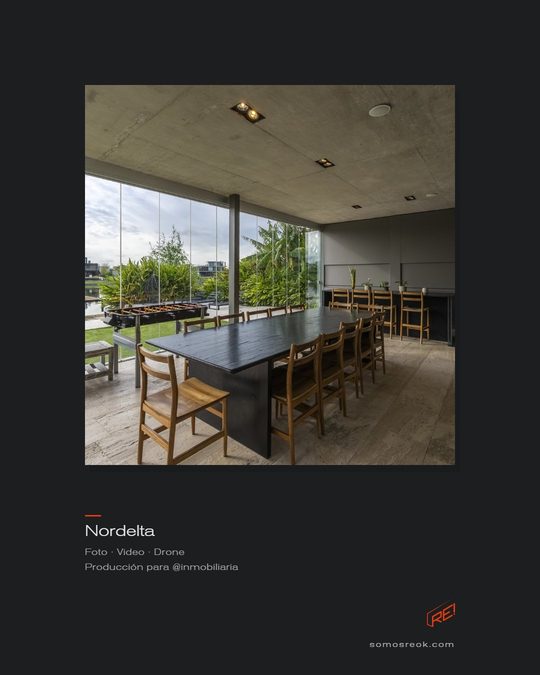 Nordelta
Foto · Video · Drone
Producción para @inmobiliaria
RE!
somosreok.com